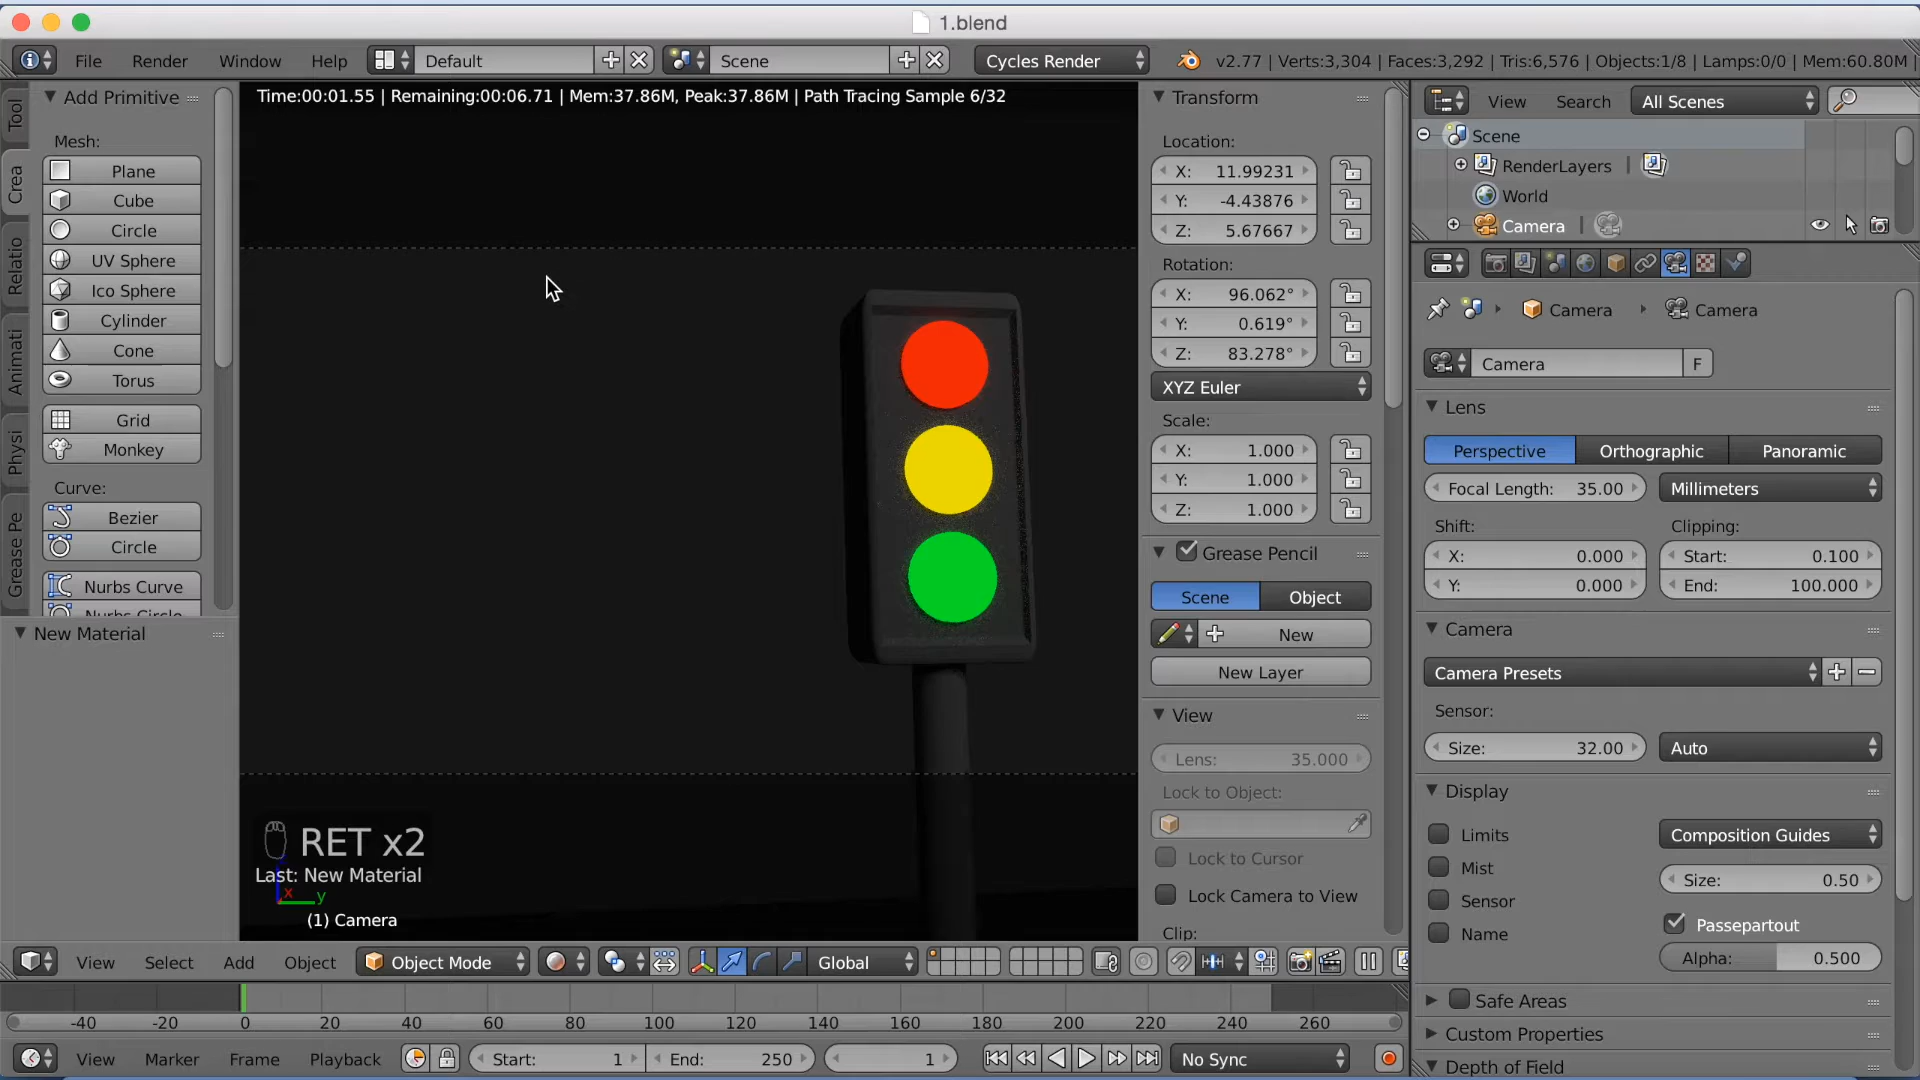 1.blend
File Render Window Help Default Scene Cycles Render v2.77 | Verts:3,304 | Faces:3,292 | Tris:6,576 | Objects:1/8 | Lamps:0/0 | Mem:60.80M |
Tool
Crea
Relatio
Animati
Physi
Grease Pe
Add Primitive
Mesh:
Plane
Cube
Circle
UV Sphere
Ico Sphere
Cylinder
Cone
Torus
Grid
Monkey
Curve:
Bezier
Circle
Nurbs Curve
Nurbs Circle
New Material
Time:00:01.55 | Remaining:00:06.71 | Mem:37.86M, Peak:37.86M | Path Tracing Sample 6/32
RET x2
Last: New Material
x y
(1) Camera
Transform
Location:
X: 11.99231
Y: -4.43876
Z: 5.67667
Rotation:
X: 96.062°
Y: 0.619°
Z: 83.278°
XYZ Euler
Scale:
X: 1.000
Y: 1.000
Z: 1.000
Grease Pencil
Scene Object
New
New Layer
View
Lens: 35.000
Lock to Object:
Lock to Cursor
Lock Camera to View
Clip:
View Search All Scenes
Scene
RenderLayers |
World
Camera |
Camera Camera
Camera F
Lens
Perspective Orthographic Panoramic
Focal Length: 35.00 Millimeters
Shift: Clipping:
X: 0.000 Start: 0.100
Y: 0.000 End: 100.000
Camera
Camera Presets
Sensor:
Size: 32.00 Auto
Display
Limits Composition Guides
Mist Size: 0.50
Sensor Passepartout
Name Alpha: 0.500
Safe Areas
Custom Properties
Depth of Field
View Select Add Object Object Mode Global
-40 -20 0 20 40 60 80 100 120 140 160 180 200 220 240 260
View Marker Frame Playback Start: 1 End: 250 1 No Sync